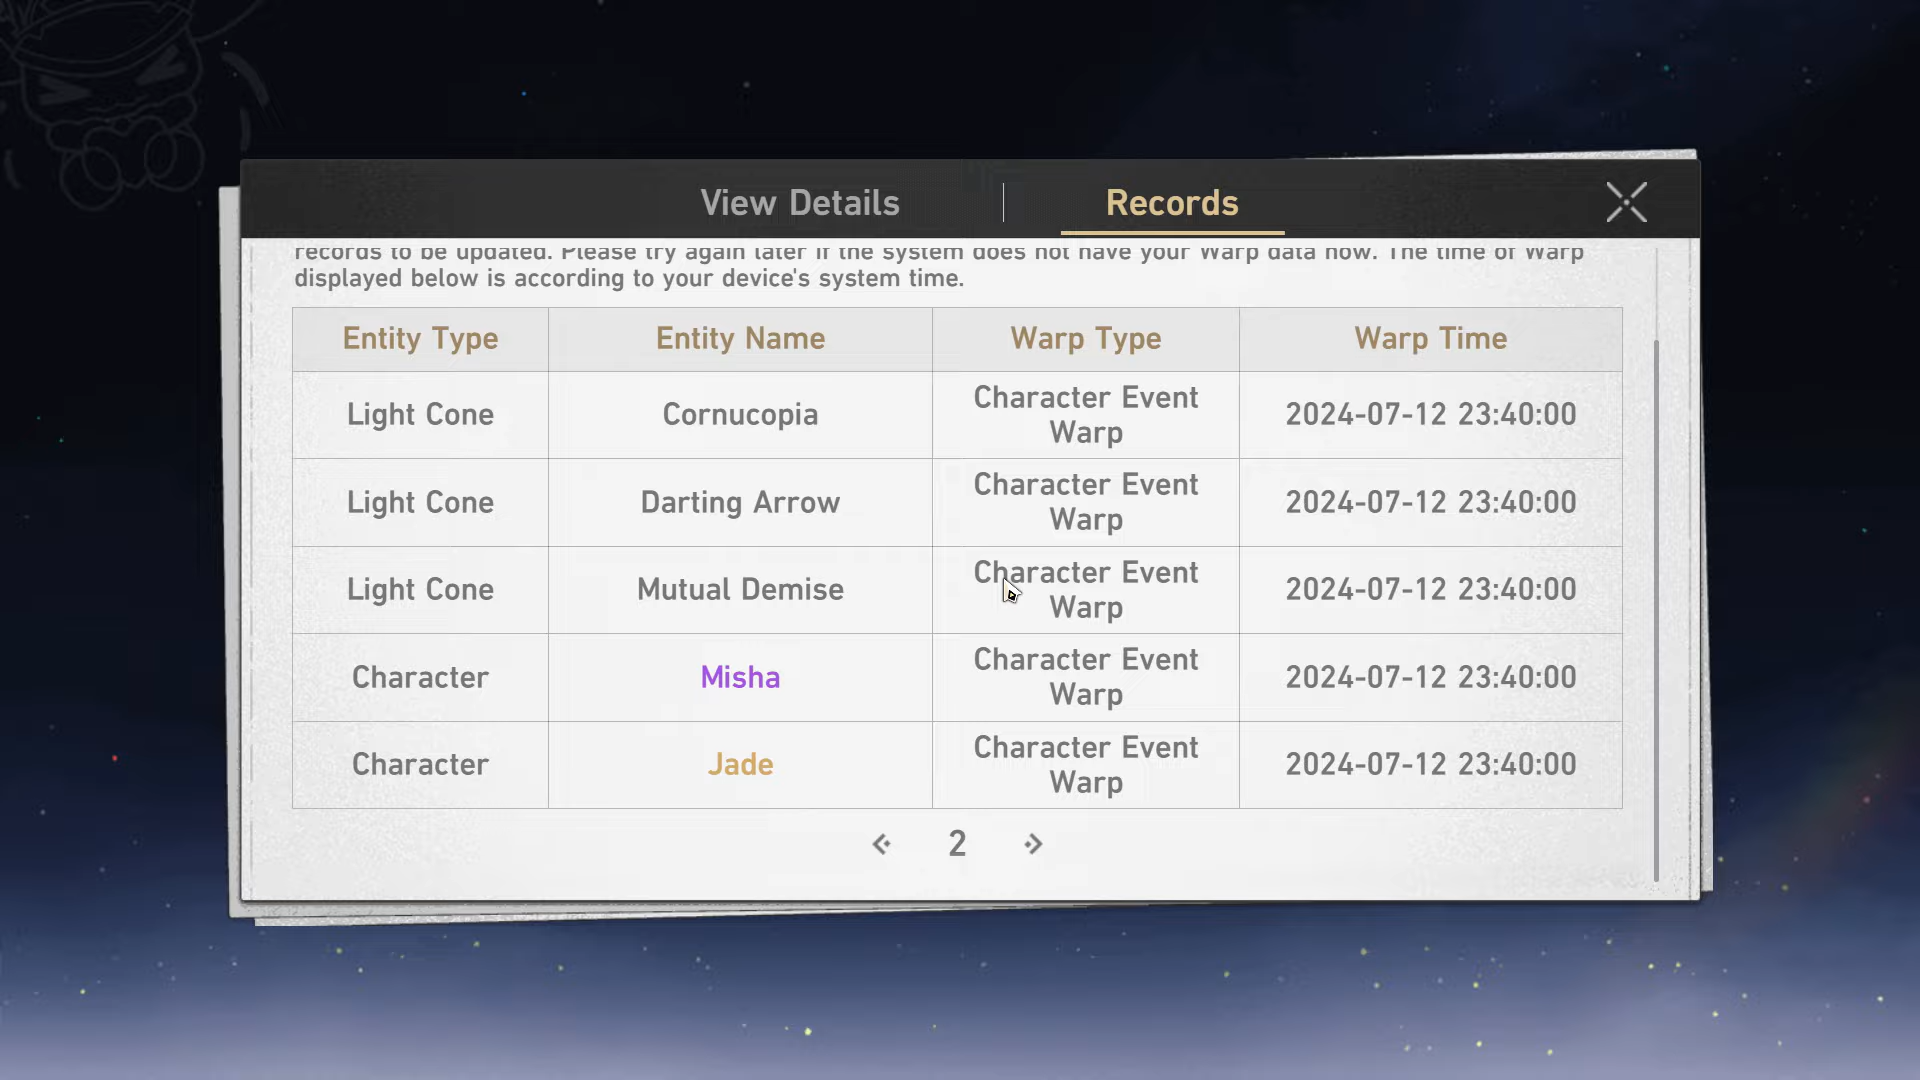 View Details
Records
records to be updated. Please try again later if the system does not have your Warp data now. The time of Warp
displayed below is according to your device's system time.
Entity Type Entity Name Warp Type Warp Time
Light Cone Cornucopia Character Event Warp 2024-07-12 23:40:00
Light Cone Darting Arrow Character Event Warp 2024-07-12 23:40:00
Light Cone Mutual Demise Character Event Warp 2024-07-12 23:40:00
Character Misha Character Event Warp 2024-07-12 23:40:00
Character Jade Character Event Warp 2024-07-12 23:40:00
2